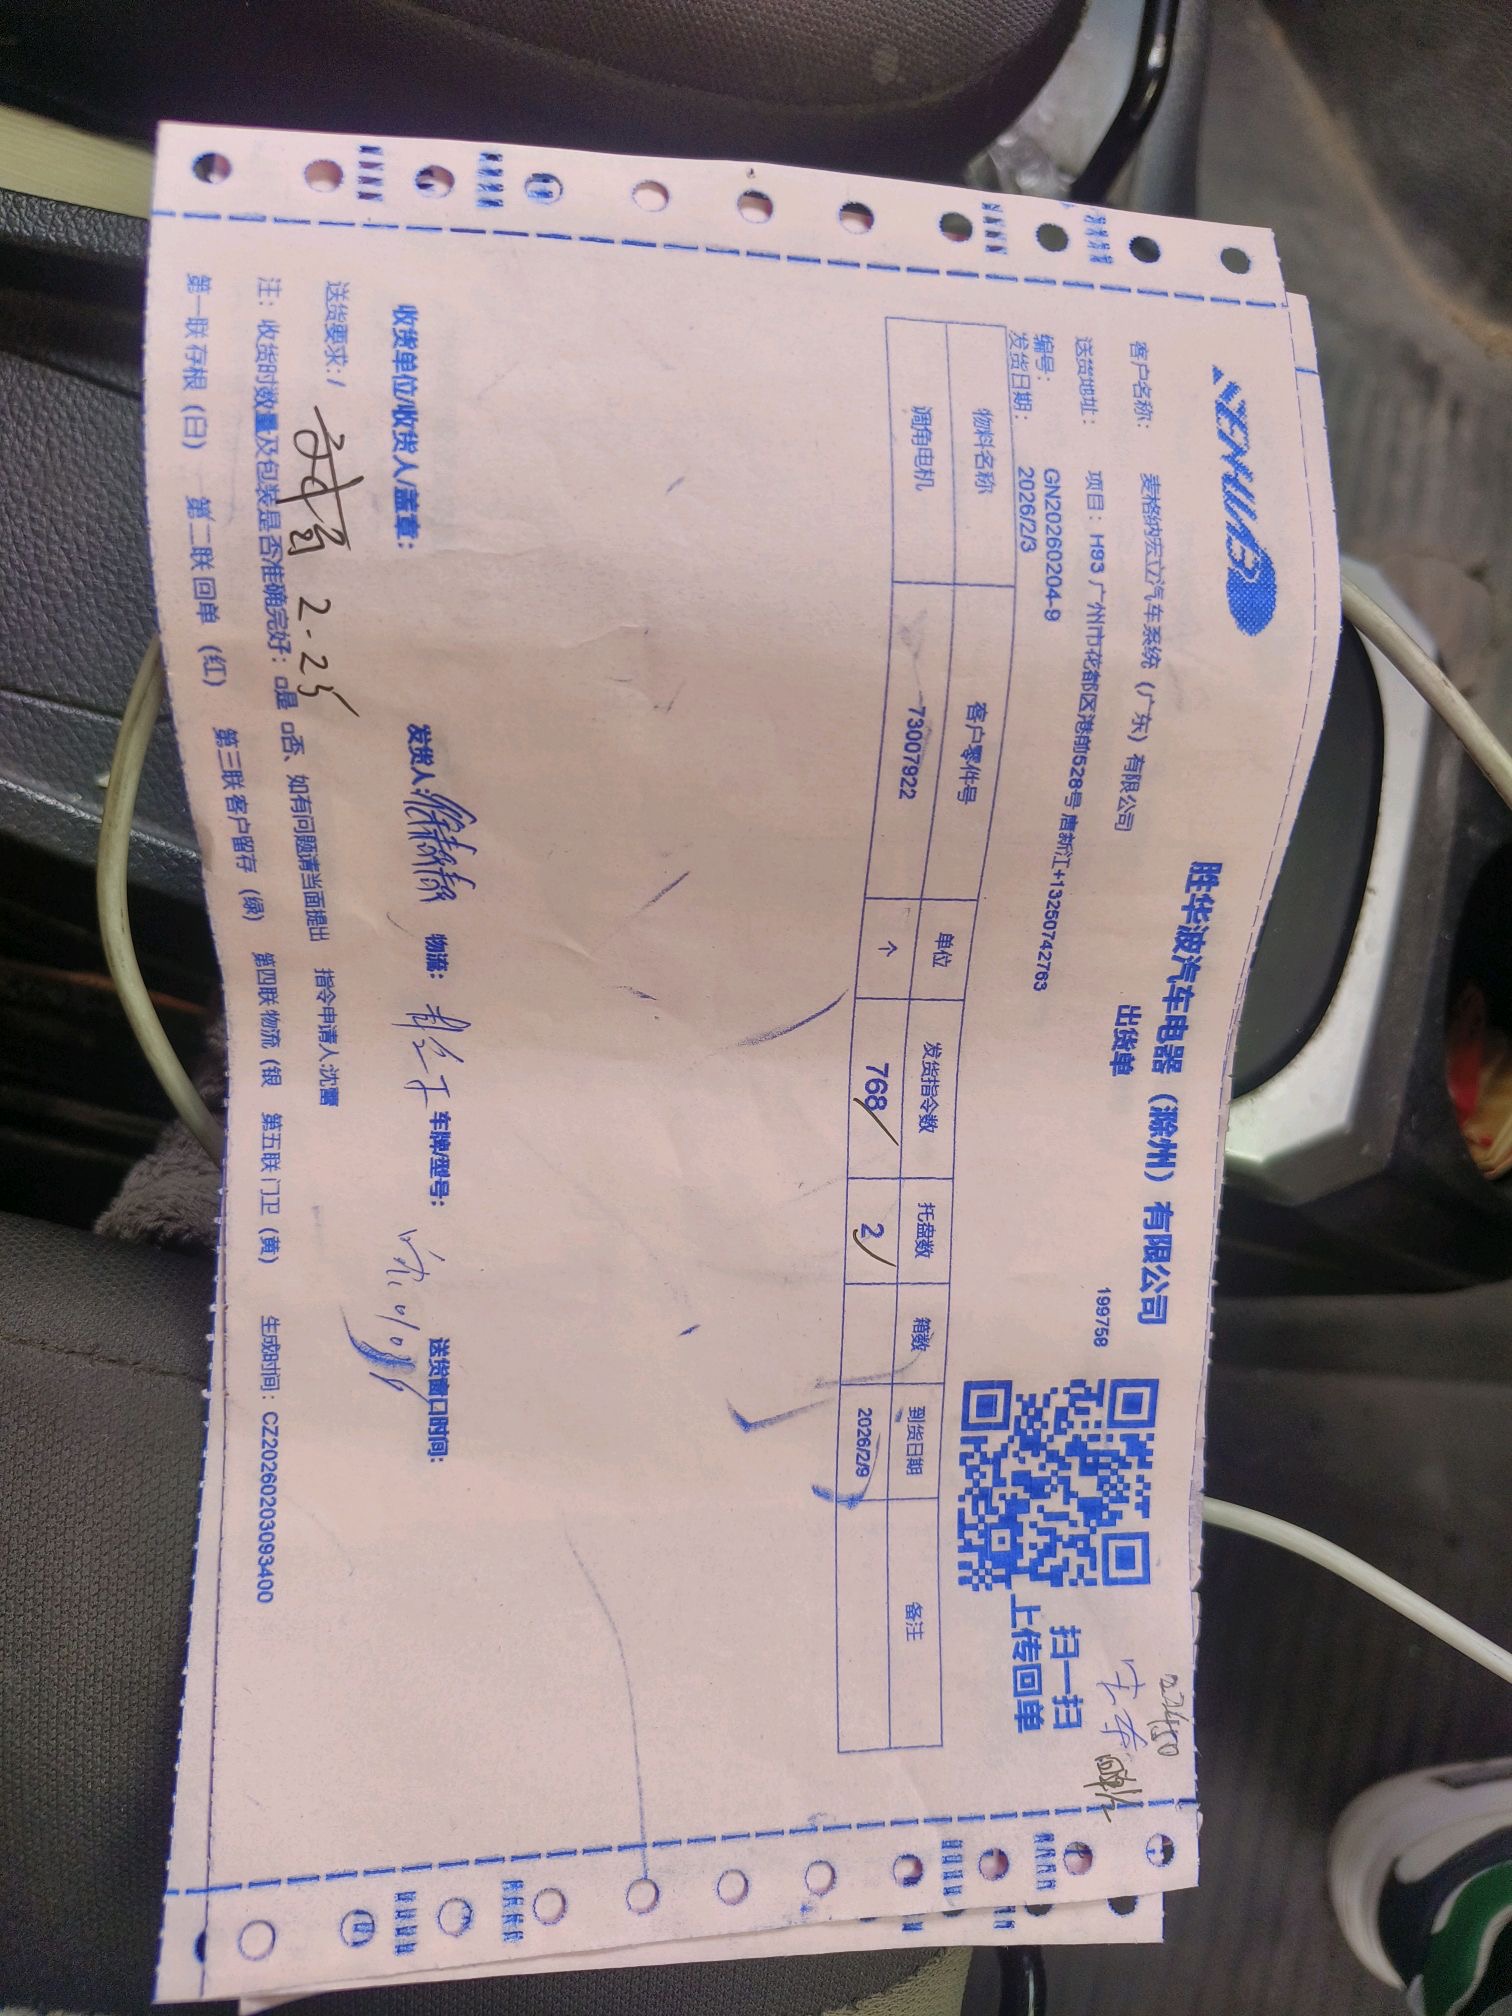 SHB
胜华波汽车电器（滁州）有限公司
出货单
199758
扫一扫
上传回单
客户名称： 麦格纳宏立汽车系统（广东）有限公司
送货地址： 项目：H93 广州市花都区港前528号 唐新江+13250742763
编号： GN20260204-9
发货日期： 2026/2/3
物料名称 客户零件号 单位 发货指令数 托盘数 箱数 到货日期 备注
调角电机 73007922 个 768 2 2026/2/9
收货单位/收货人/盖章： 发货人: 物流： 车牌/型号： 送货窗口时间:
送货要求: / 2.25
注：收货时数量及包装是否准确完好：□是 □否、如有问题请当面提出 指令申请人:沈雷
第一联 存根（白） 第二联 回单（红） 第三联 客户留存（绿） 第四联 物流（银 第五联 门卫（黄） 生成时间：CZ20260203093400